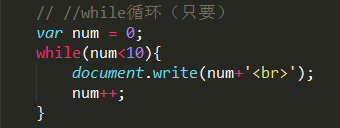 // //while循环（只要）
var num = 0;
while(num<10){
document.write(num+'<br>');
num++;
}